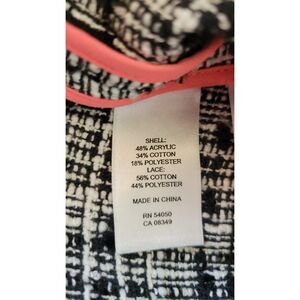 SHELL:
48% ACRYLIC
34% COTTON
18% POLYESTER
LACE:
56% COTTON
44% POLYESTER
MADE IN CHINA
RN 54050
CA 08349